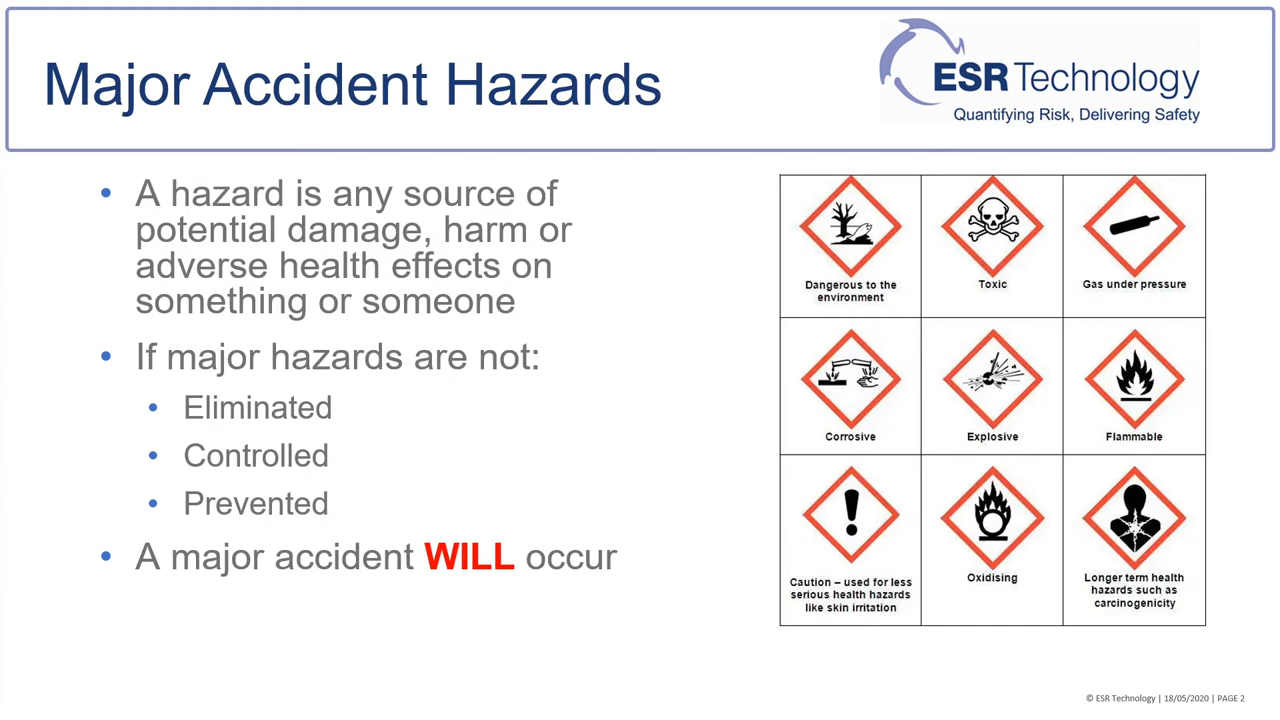 Major Accident Hazards
ESR Technology
Quantifying Risk, Delivering Safety
• A hazard is any source of
potential damage, harm or
adverse health effects on
something or someone
• If major hazards are not:
• Eliminated
• Controlled
• Prevented
• A major accident WILL occur
Dangerous to the
environment
Toxic
Gas under pressure
Corrosive
Explosive
Flammable
Caution – used for less
serious health hazards
like skin irritation
Oxidising
Longer term health
hazards such as
carcinogenicity
© ESR Technology | 18/05/2020 | PAGE 2